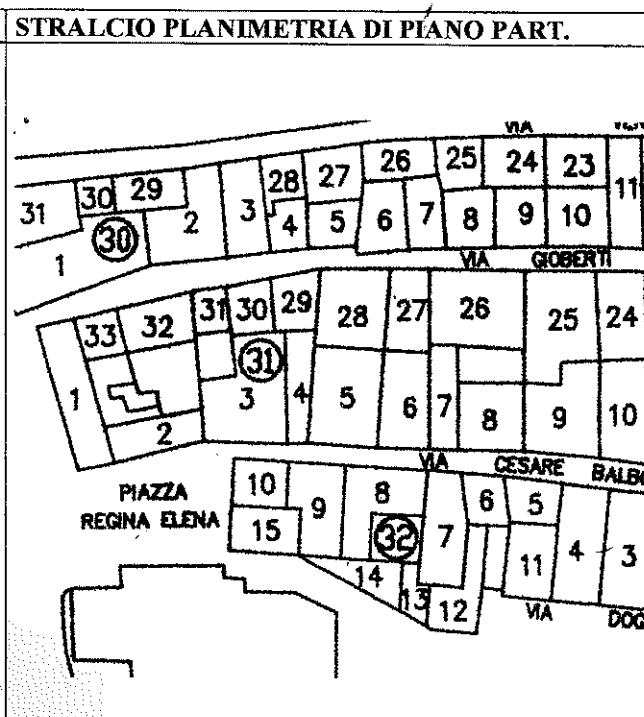 STRALCIO PLANIMETRIA DI PIANO PART.
VIA
31 30 29 2 3 28 27 26 25 24 23 11
30
1 4 5 6 7 8 9 10
VIA GIOBERTI
33 32 31 30 29 28 27 26 25 24
31
1 2 3 4 5 6 7 8 9 10
VIA CESARE BALBO
PIAZZA
REGINA ELENA
10 9 8 7 6 5 4 3
15 32 11
14 13 12
VIA DOG